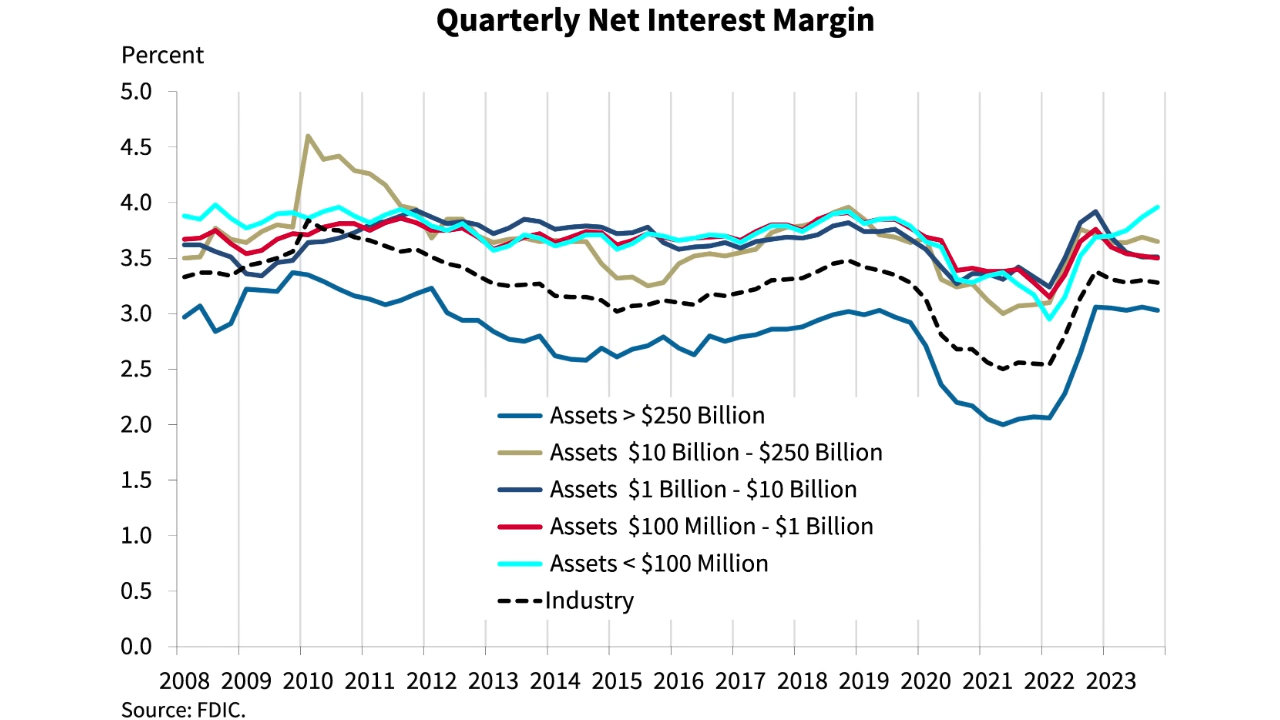 Quarterly Net Interest Margin
Percent
5.0
4.5
4.0
3.5
3.0
2.5
2.0
1.5
1.0
0.5
0.0
Assets > $250 Billion
Assets $10 Billion - $250 Billion
Assets $1 Billion - $10 Billion
Assets $100 Million - $1 Billion
Assets < $100 Million
Industry
2008 2009 2010 2011 2012 2013 2014 2015 2016 2017 2018 2019 2020 2021 2022 2023
Source: FDIC.